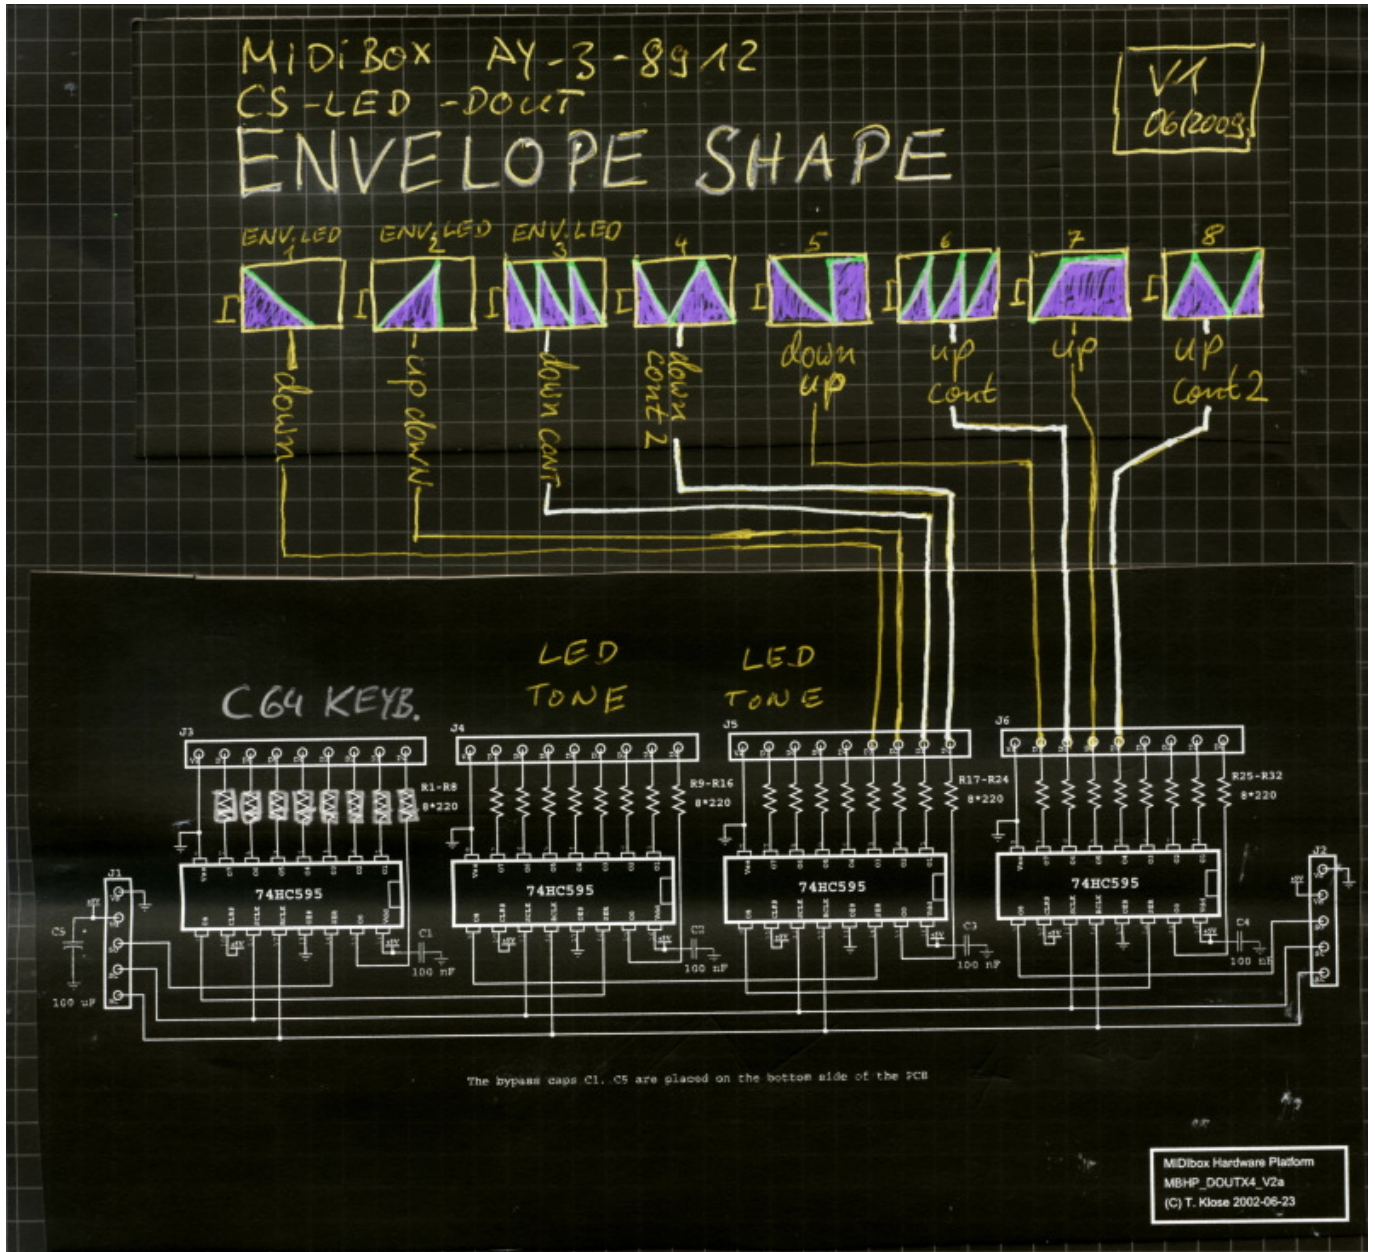 MIDIBOX AY-3-8912
CS-LED-DOUT
ENVELOPE SHAPE
V1
06/2009
ENV.LED ENV.LED ENV.LED
1 2 3 4 5 6 7 8
down
up down
down cont
down
cont 2
down
up
up
cont
up
up
cont 2
LED
TONE
LED
TONE
C64 KEYB.
J3 J4 J5 J6
R1-R8
8*220
R9-R16
8*220
R17-R24
8*220
R25-R32
8*220
74HC595 74HC595 74HC595 74HC595
J1 J2
C5
100 uF
C1
100 nF
100 nF
C3
100 nF
C4
100 nF
The bypass caps C1..C5 are placed on the bottom side of the PCB
MIDIbox Hardware Platform
MBHP_DOUTX4_V2a
(C) T. Klose 2002-06-23